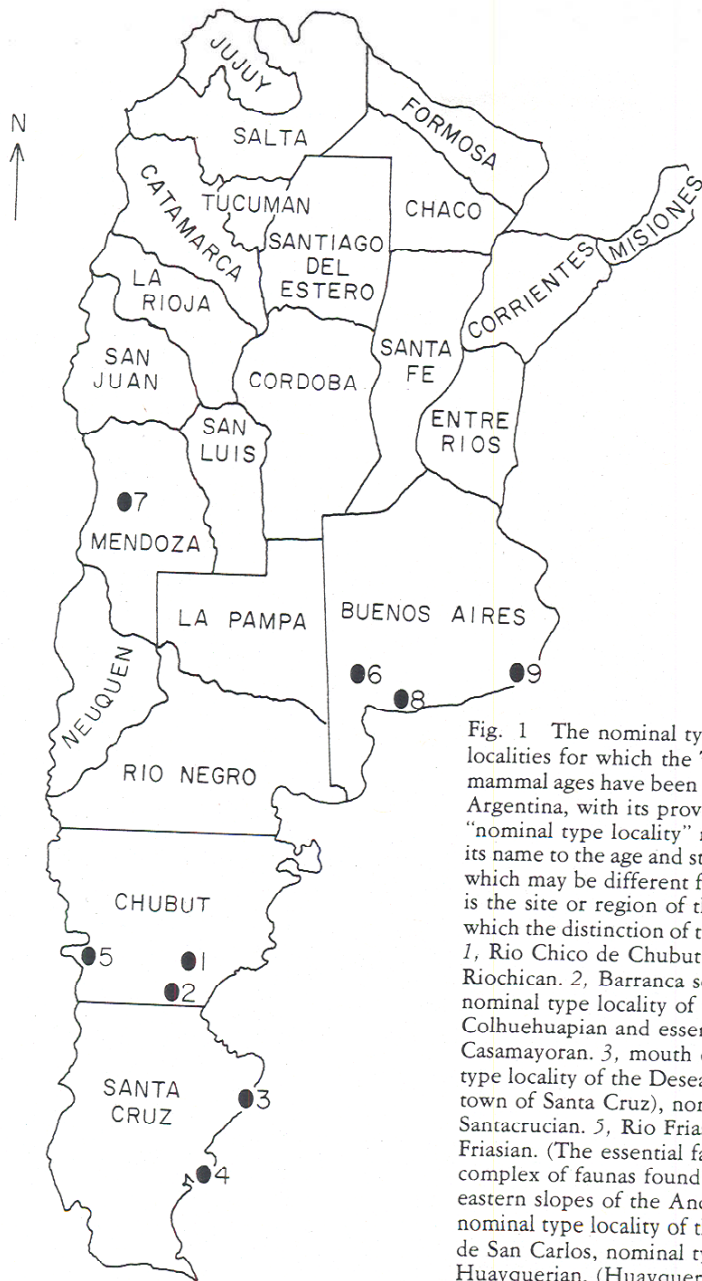 N
JUJUY
SALTA
FORMOSA
CATAMARCA
TUCUMAN
CHACO
MISIONES
SANTIAGO
DEL
ESTERO
CORRIENTES
LA
RIOJA
SANTA
FE
SAN
JUAN
CORDOBA
ENTRE
RIOS
SAN
LUIS
7
MENDOZA
LA PAMPA
BUENOS AIRES
6
9
8
NEUQUEN
RIO NEGRO
CHUBUT
5
1
2
SANTA
CRUZ
3
4
Fig. 1 The nominal ty
localities for which the
mammal ages have been
Argentina, with its prov
"nominal type locality"
its name to the age and st
which may be different f
is the site or region of th
which the distinction of t
1, Rio Chico de Chubut
Riochican. 2, Barranca s
nominal type locality of
Colhuehuapian and essen
Casamayoran. 3, mouth
type locality of the Desea
town of Santa Cruz), nor
Santacrucian. 5, Rio Fria
Friasian. (The essential fa
complex of faunas found
eastern slopes of the And
nominal type locality of th
de San Carlos, nominal ty
Huayquerian. (Huayquer